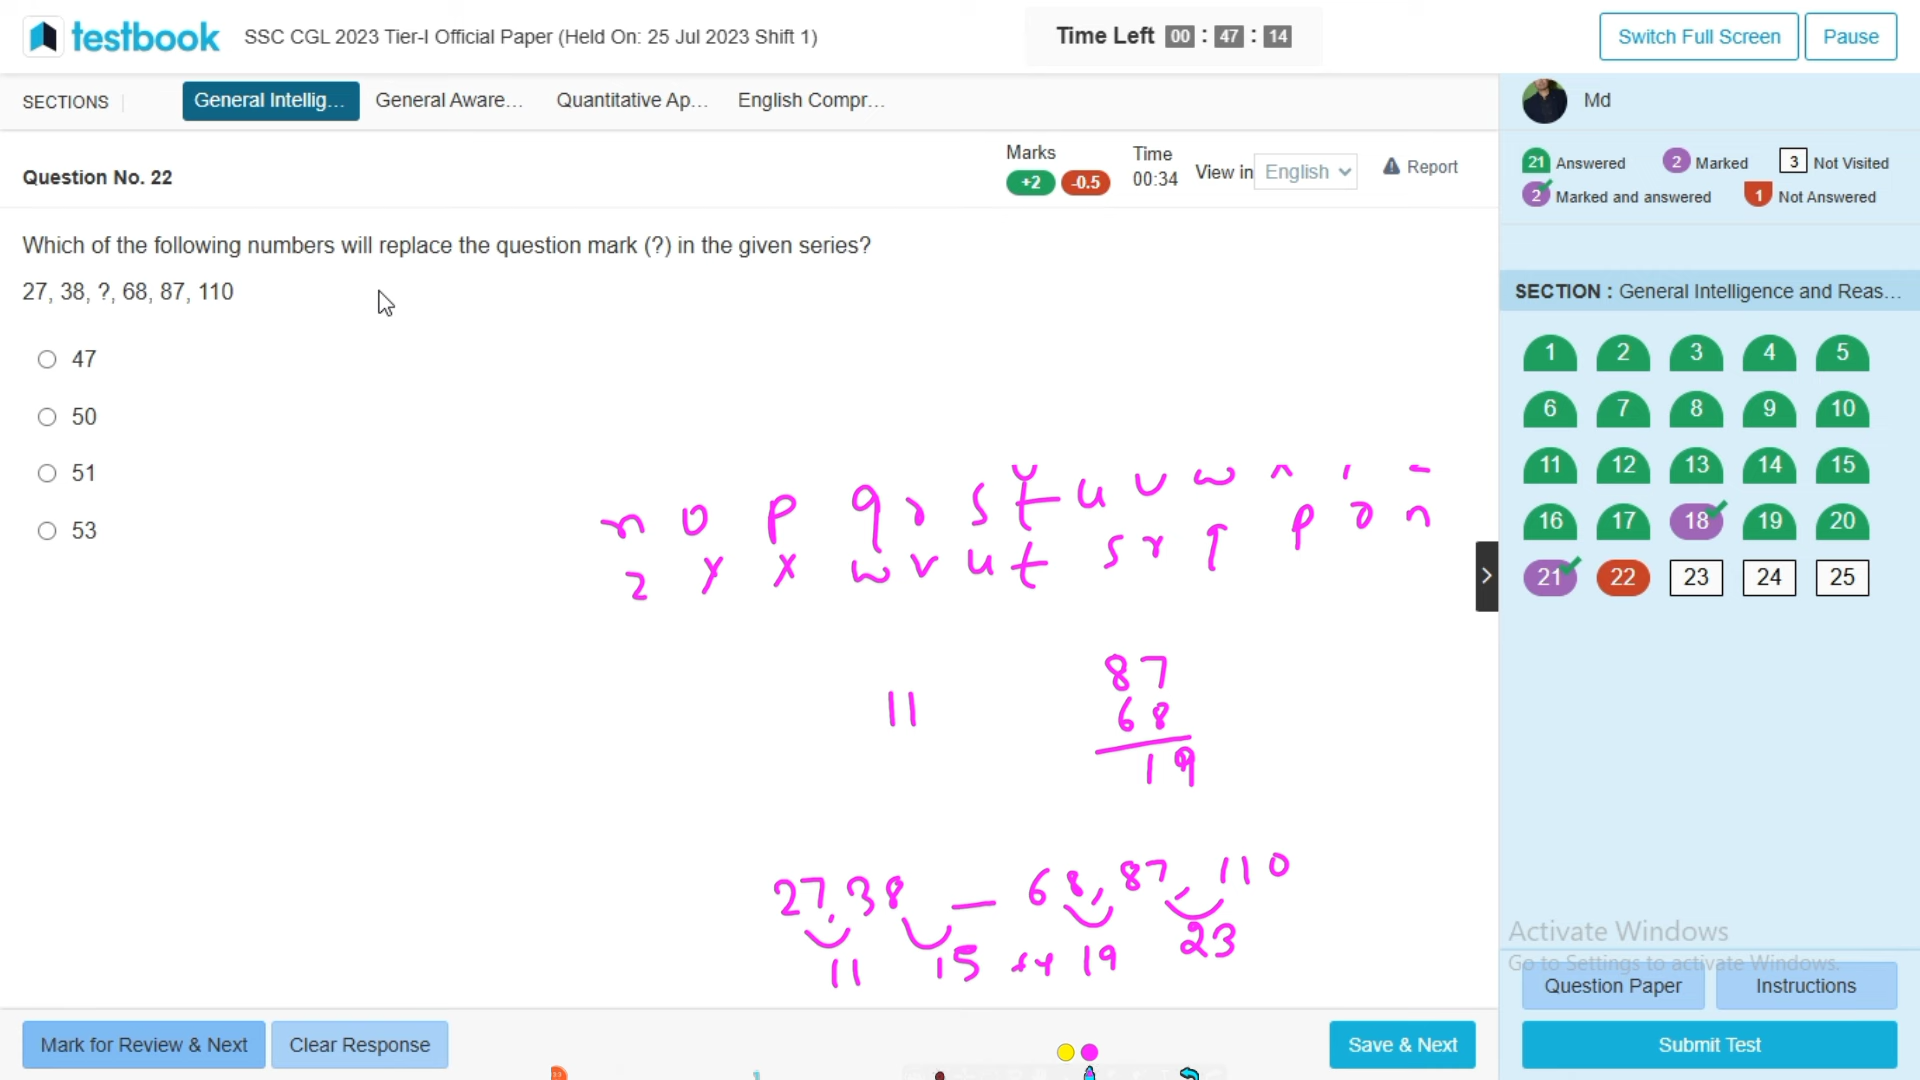 testbook SSC CGL 2023 Tier-I Official Paper (Held On: 25 Jul 2023 Shift 1) Time Left 00 : 47 : 14 Switch Full Screen Pause
SECTIONS General Intellig... General Aware... Quantitative Ap... English Compr...
Md
Question No. 22
Marks
+2 -0.5
Time
00:34
View in English
Report
21 Answered 2 Marked 3 Not Visited
2 Marked and answered 1 Not Answered
Which of the following numbers will replace the question mark (?) in the given series?
27, 38, ?, 68, 87, 110
47
50
51
53
SECTION : General Intelligence and Reas...
1 2 3 4 5
6 7 8 9 10
11 12 13 14 15
16 17 18 19 20
21 22 23 24 25
n o p q r s t u v w
z y x w v u t s r q p o n
11
87
68
19
27, 38 — 68, 87, 110
11 15 19 23
Activate Windows
Go to Settings to activate Windows.
Question Paper Instructions
Mark for Review & Next Clear Response Save & Next Submit Test